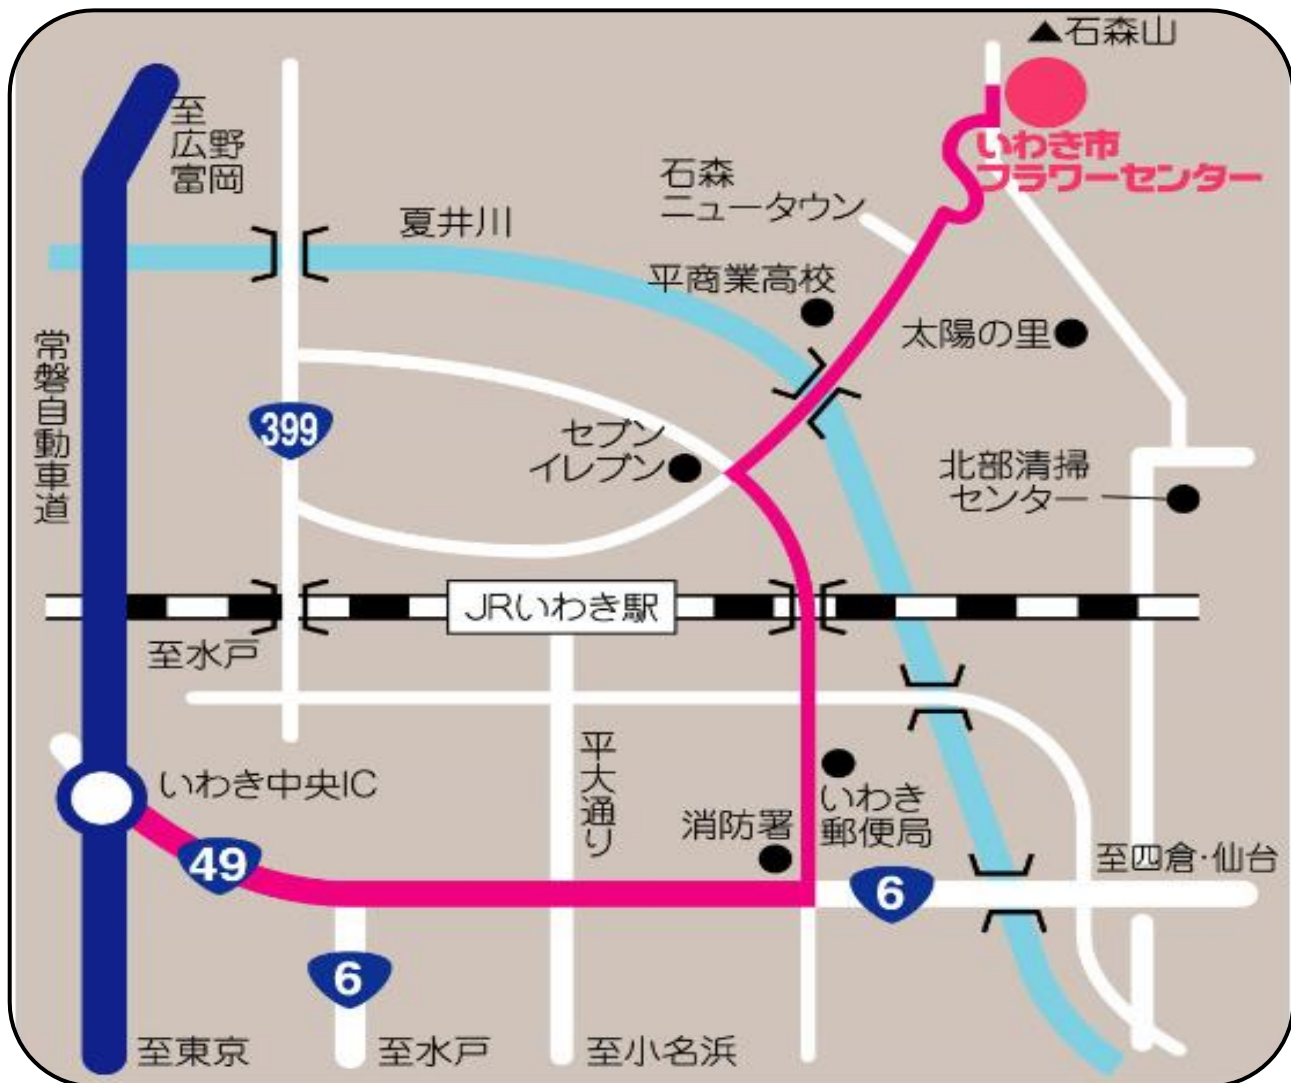 ▲石森山
いわき市
フラワーセンター
至
広野
富岡
石森
ニュータウン
夏井川
平商業高校
太陽の里
常磐自動車道
399
セブン
イレブン
北部清掃
センター
JRいわき駅
至水戸
いわき中央IC
平大通り
いわき
郵便局
消防署
49
6
至四倉・仙台
6
至東京
至水戸
至小名浜